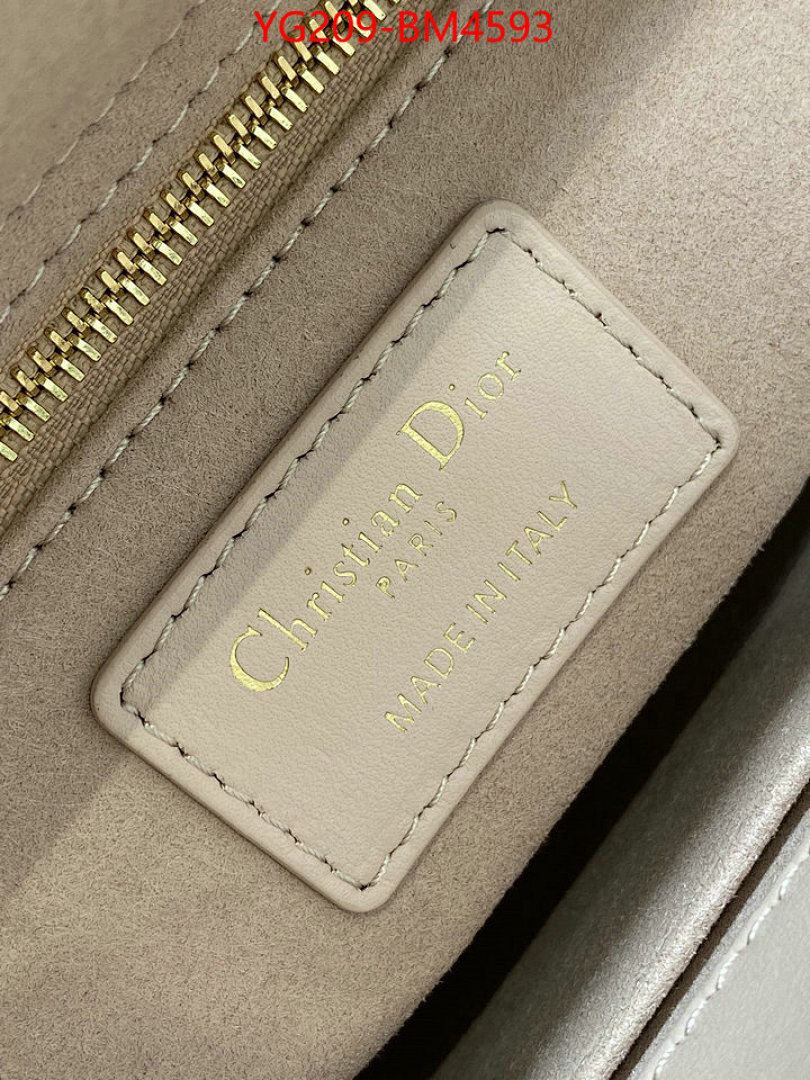 YG209-BM4593
Christian Dior
PARIS
MADE IN ITALY